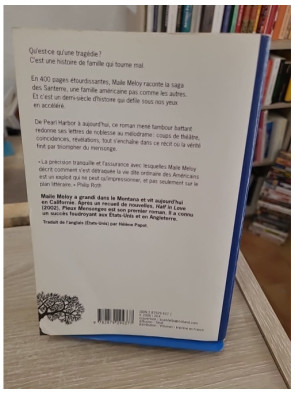 Qu'est-ce qu'une tragédie ?
C'est une histoire de famille qui tourne mal.
En 400 pages étourdissantes, Maile Meloy raconte la saga
des Santerre, une famille américaine pas comme les autres.
Et c'est un demi-siècle d'histoire qui défile sous nos yeux
en accéléré.
De Pearl Harbor à aujourd'hui, ce roman mené tambour battant
redonne ses lettres de noblesse au mélodrame : coups de théâtre,
coïncidences, révélations, tout s'enchaîne dans ce récit où la vérité
finit par triompher du mensonge.
« La précision tranquille et l'assurance avec lesquelles Maile Meloy
décrit comment s'est détraquée la vie dite ordinaire des Américains
est un exploit qui ne peut qu'impressionner, et pas seulement sur le
plan littéraire. » Philip Roth
Maile Meloy a grandi dans le Montana et vit aujourd'hui
en Californie. Après un recueil de nouvelles, Half in Love
(2002), Pieux Mensonges est son premier roman. Il a connu
un succès foudroyant aux États-Unis et en Angleterre.
Traduit de l'anglais (États-Unis) par Hélène Papot